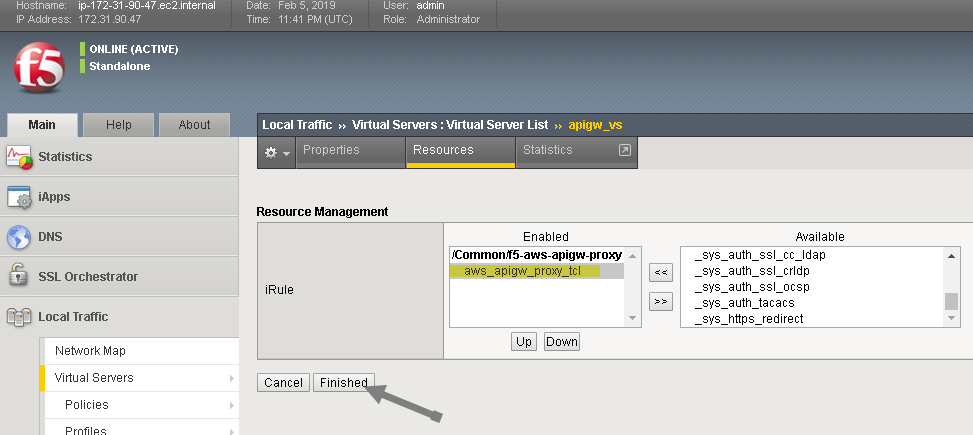 Hostname: ip-172-31-90-47.ec2.internal Date: Feb 5, 2019 User: admin
IP Address: 172.31.90.47 Time: 11:41 PM (UTC) Role: Administrator
f5
ONLINE (ACTIVE)
Standalone
Main Help About
Local Traffic ›› Virtual Servers : Virtual Server List ›› apigw_vs
Properties Resources Statistics
Statistics
iApps
DNS
SSL Orchestrator
Local Traffic
Network Map
Virtual Servers
Policies
Profiles
Resource Management
iRule
Enabled
/Common/f5-aws-apigw-proxy
aws_apigw_proxy_tcl
<<
>>
Up Down
Available
_sys_auth_ssl_cc_ldap
_sys_auth_ssl_crldp
_sys_auth_ssl_ocsp
_sys_auth_tacacs
_sys_https_redirect
Cancel Finished